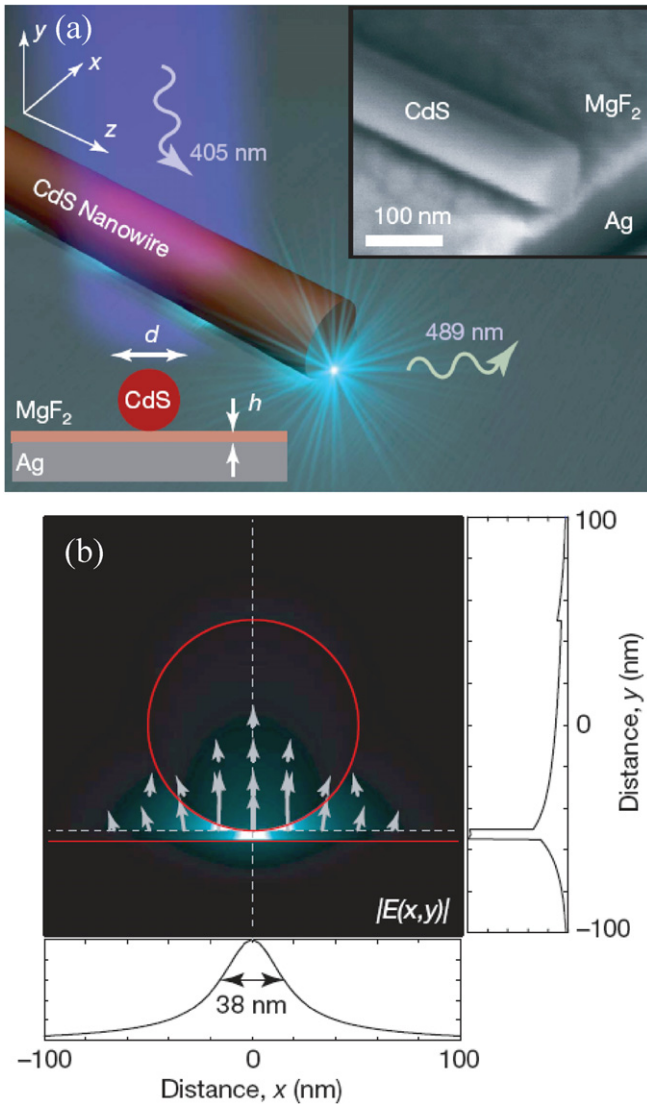 y
(a)
x
z
405 nm
CdS
MgF₂
100 nm
Ag
CdS Nanowire
489 nm
d
CdS
MgF₂
h
Ag
(b)
100
0
Distance, y (nm)
–100
|E(x,y)|
38 nm
–100
0
100
Distance, x (nm)